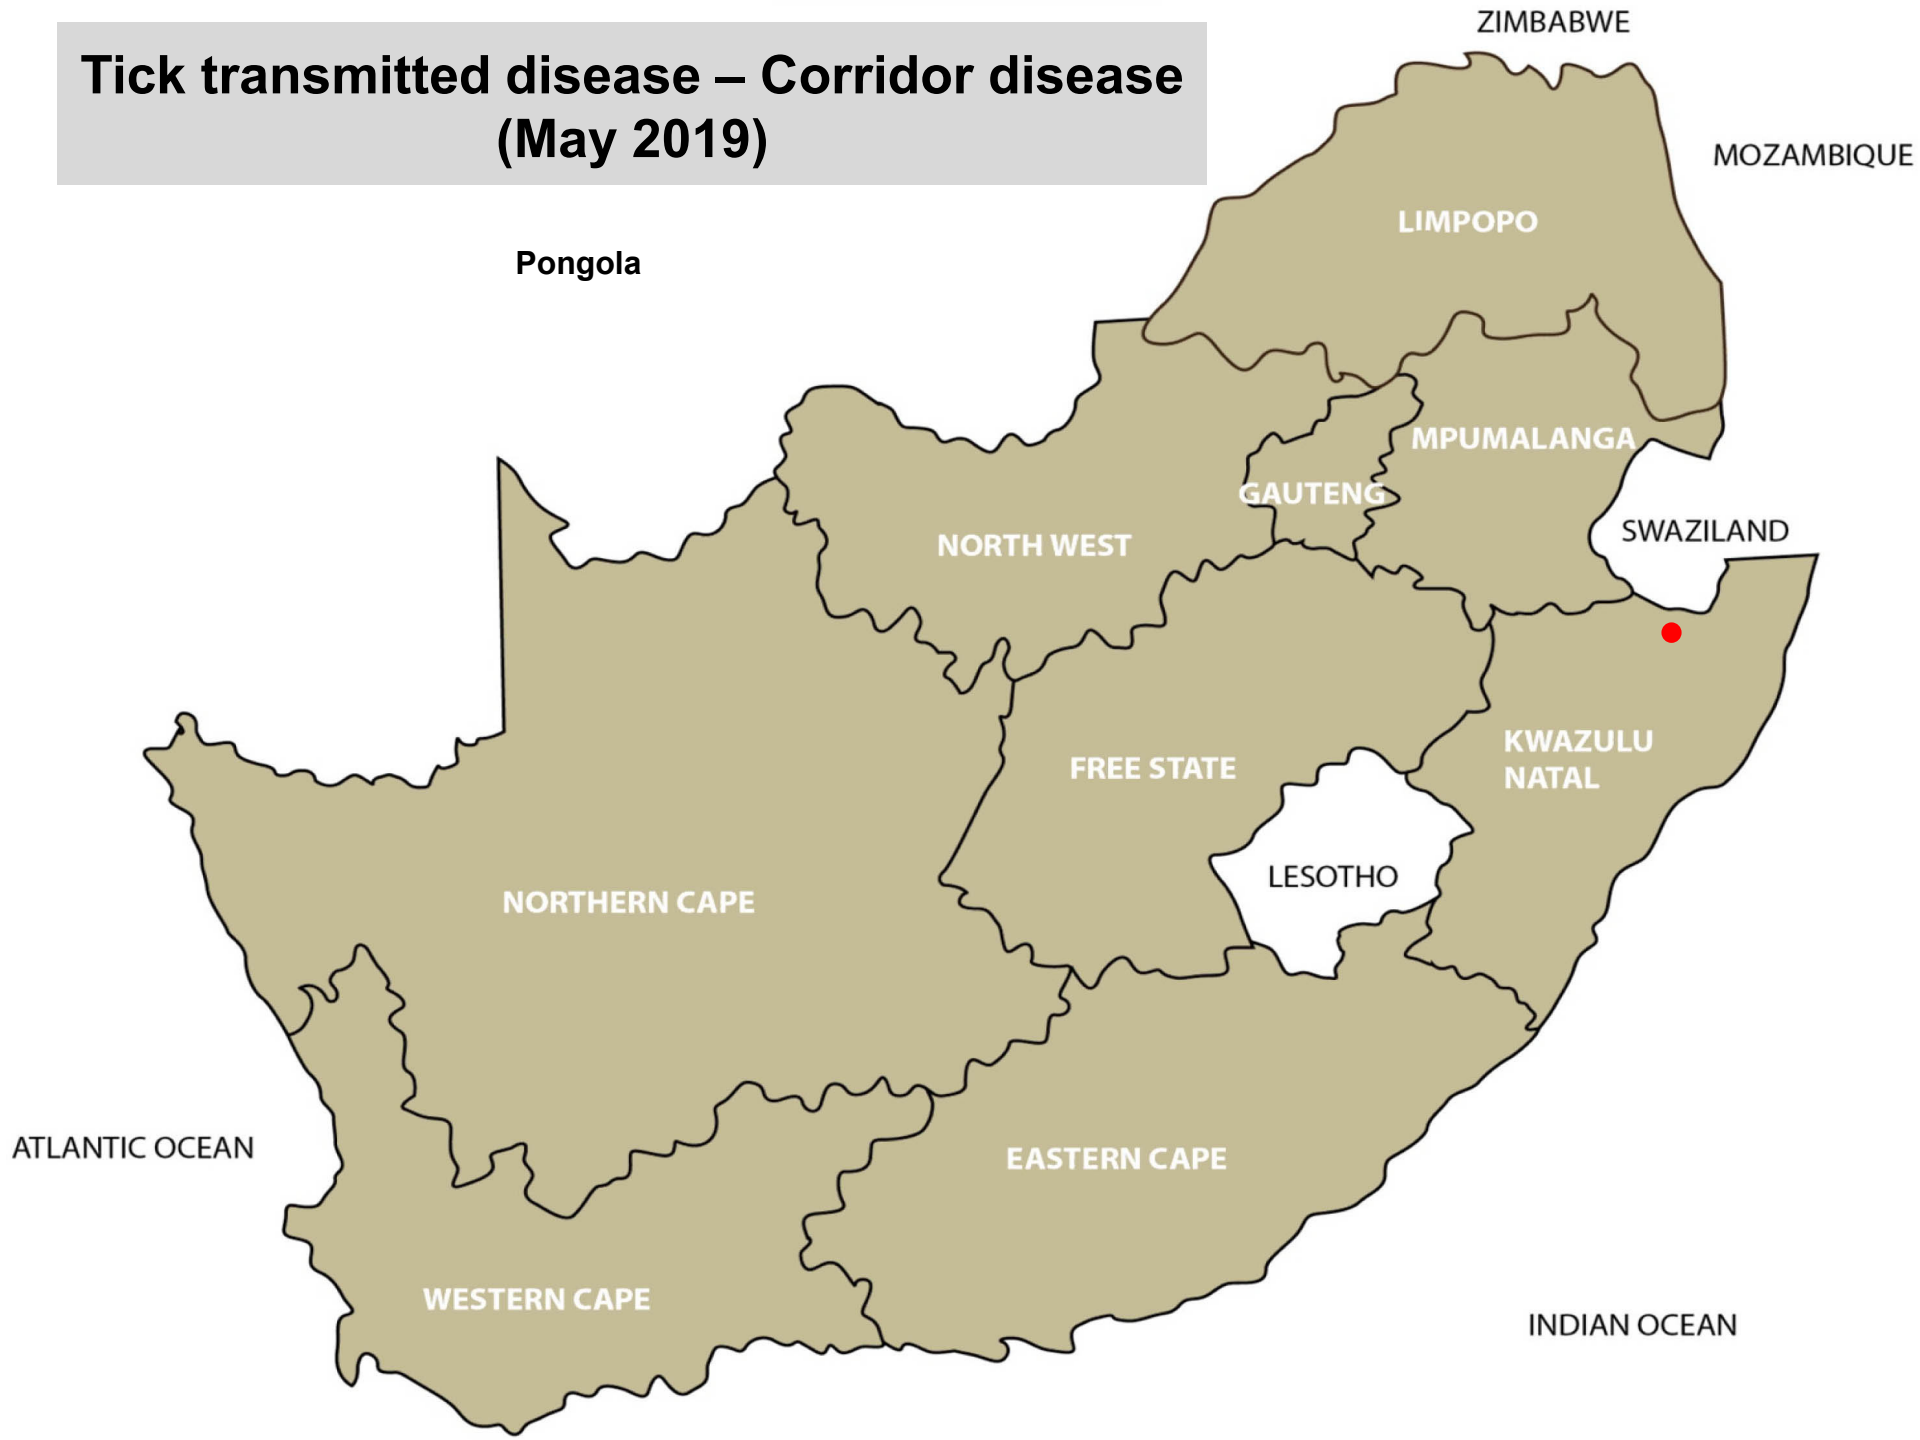 Tick transmitted disease – Corridor disease
(May 2019)
Pongola
ZIMBABWE
MOZAMBIQUE
LIMPOPO
MPUMALANGA
GAUTENG
SWAZILAND
NORTH WEST
KWAZULU
NATAL
FREE STATE
LESOTHO
NORTHERN CAPE
ATLANTIC OCEAN
EASTERN CAPE
WESTERN CAPE
INDIAN OCEAN